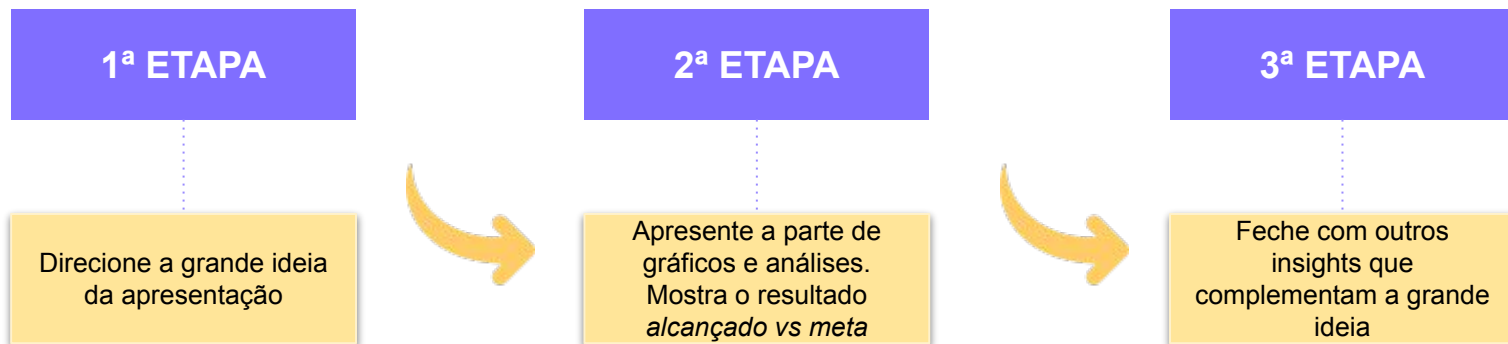 1ª ETAPA
2ª ETAPA
3ª ETAPA
Direcione a grande ideia
da apresentação
Apresente a parte de
gráficos e análises.
Mostra o resultado
alcançado vs meta
Feche com outros
insights que
complementam a grande
ideia